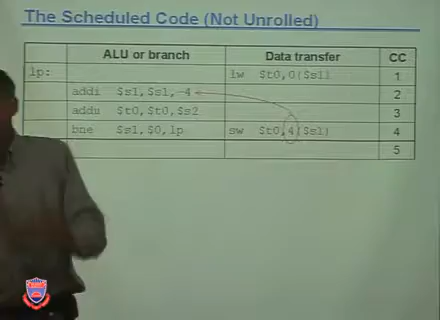 The Scheduled Code (Not Unrolled)
ALU or branch Data transfer CC
lp: lw $t0,0($s1) 1
addi $s1,$s1,-4 2
addu $t0,$t0,$s2 3
bne $s1,$0,lp sw $t0,4($s1) 4
5